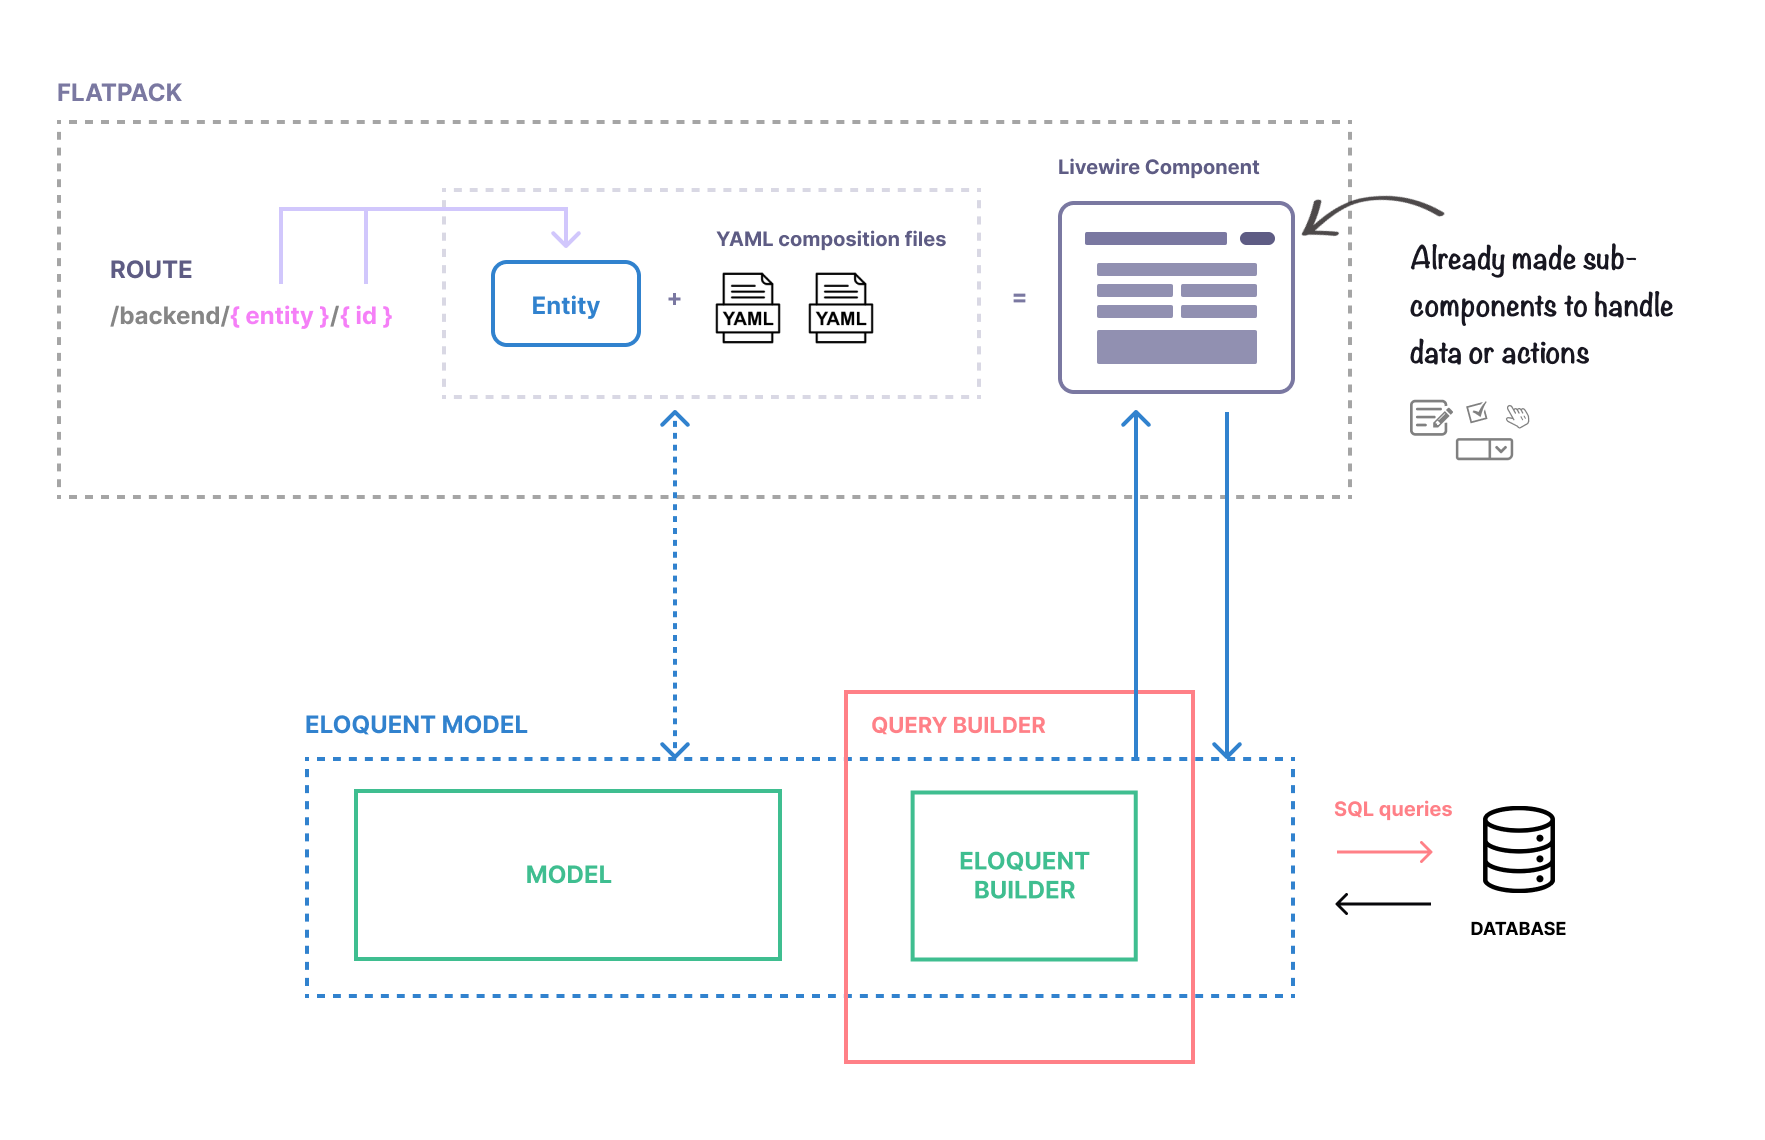 FLATPACK
Livewire Component
YAML composition files
ROUTE
/backend/{ entity }/{ id }
Entity
+
YAML
YAML
=
Already made sub-
components to handle
data or actions
ELOQUENT MODEL
QUERY BUILDER
MODEL
ELOQUENT
BUILDER
SQL queries
DATABASE